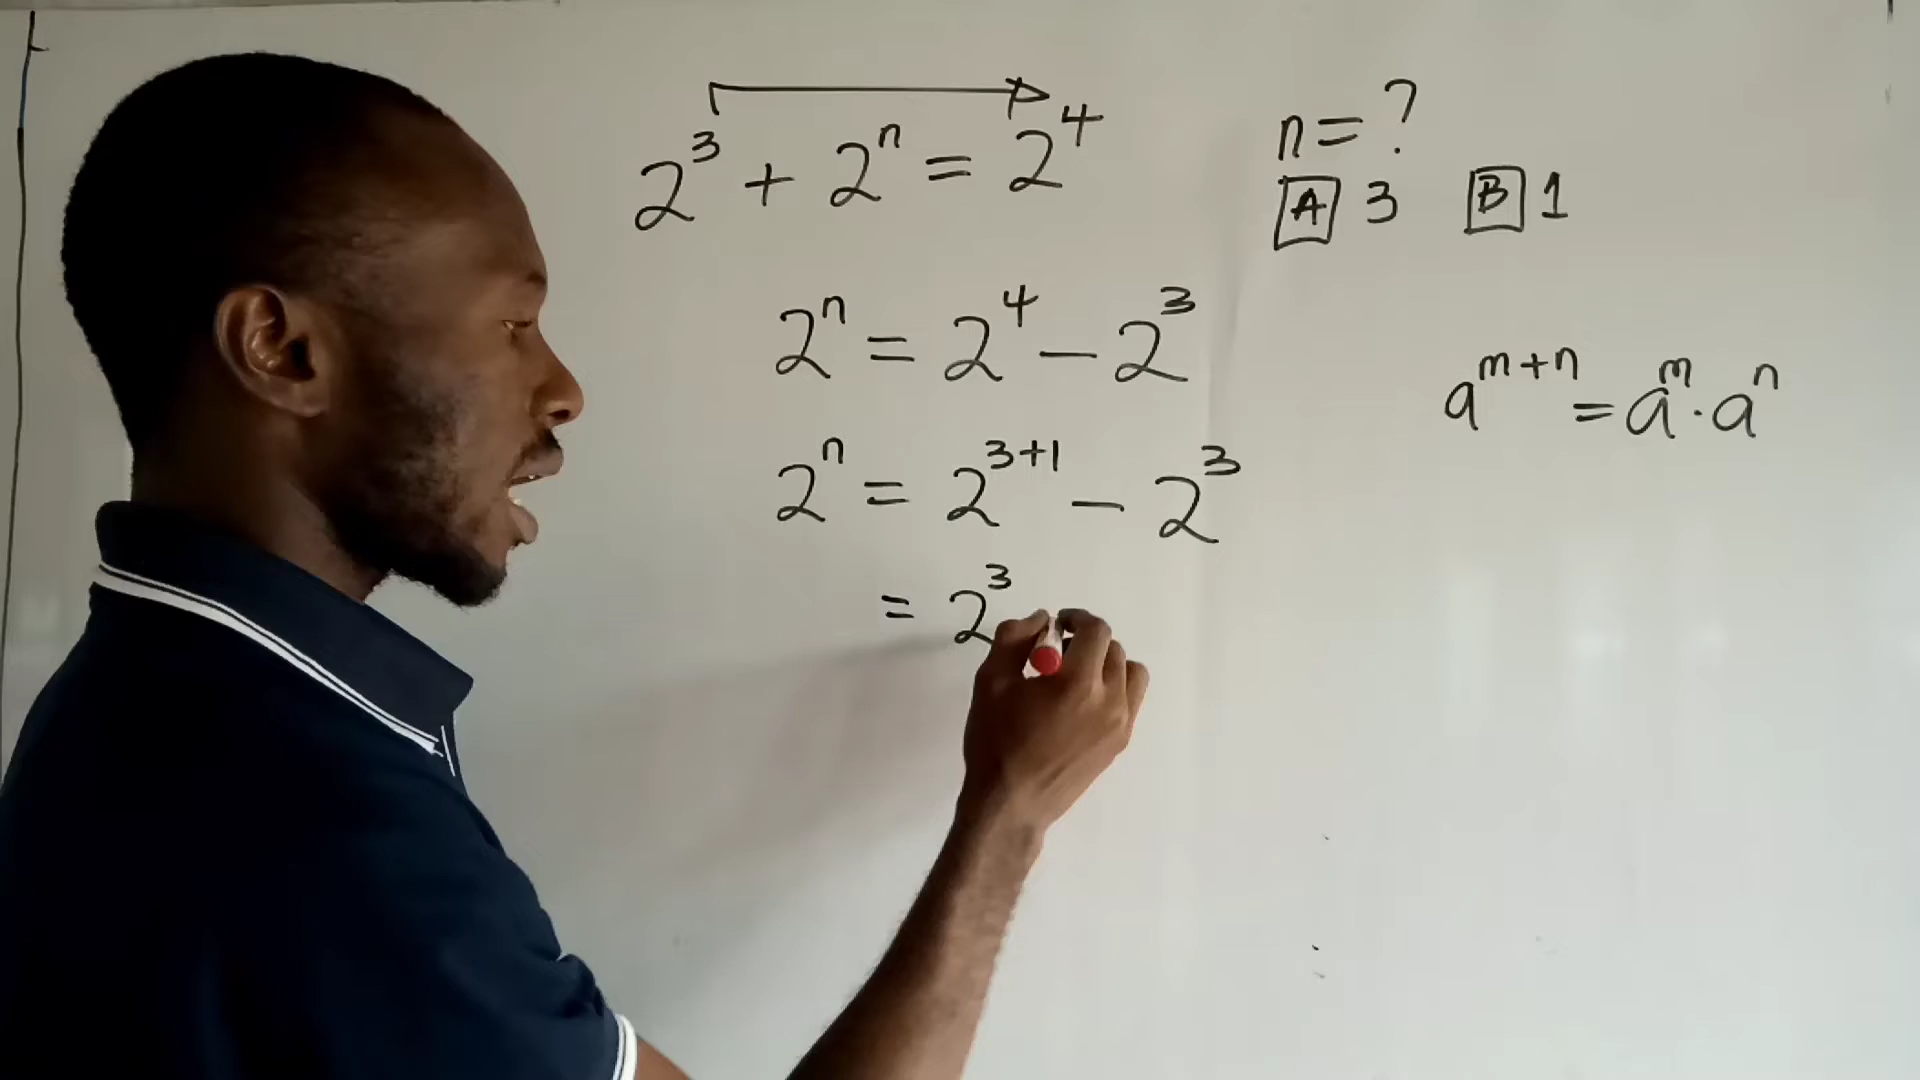 2³ + 2ⁿ = 2⁴
n = ?
A 3 B 1
2ⁿ = 2⁴ − 2³
aᵐ⁺ⁿ = aᵐ · aⁿ
2ⁿ = 2³⁺¹ − 2³
= 2³